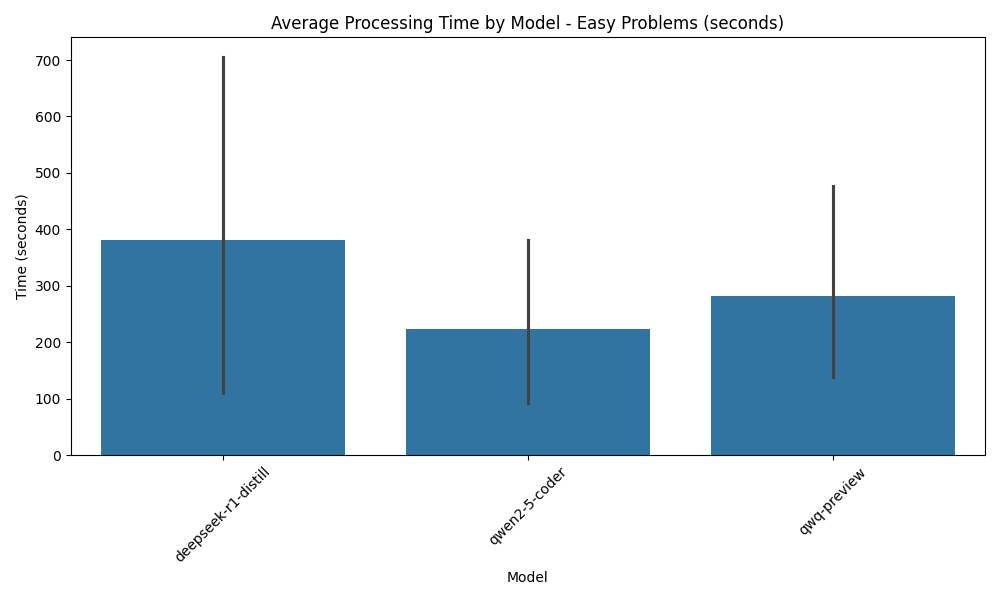 Average Processing Time by Model - Easy Problems (seconds)
Time (seconds)
700
600
500
400
300
200
100
0
deepseek-r1-distill
qwen2-5-coder
qwq-preview
Model